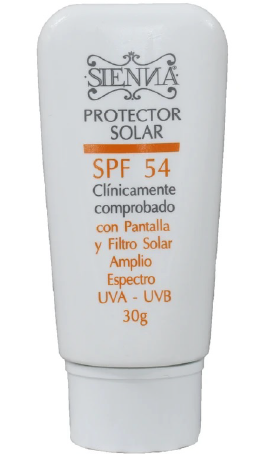 SIENNA
PROTECTOR
SOLAR
SPF 54
Clínicamente
comprobado
con Pantalla
y Filtro Solar
Amplio
Espectro
UVA - UVB
30g